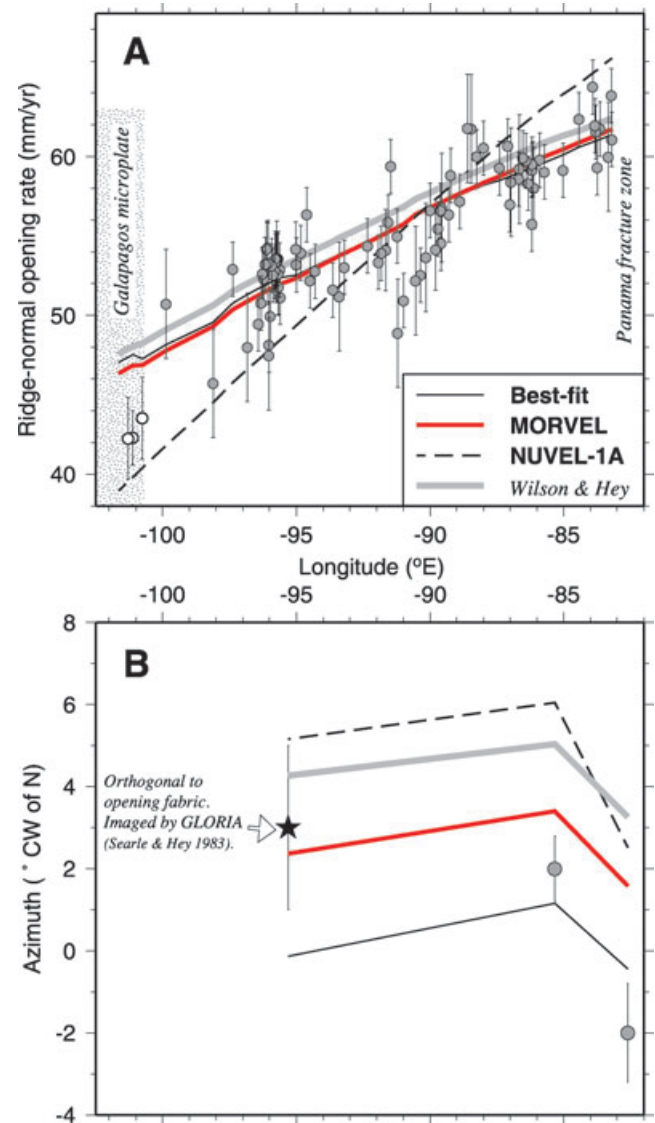 A
Ridge-normal opening rate (mm/yr)
60
50
40
Galapagos microplate
Panama fracture zone
Best-fit
MORVEL
NUVEL-1A
Wilson & Hey
-100
-95
-90
-85
Longitude (ºE)
-100
-95
-90
-85
B
Azimuth ( ° CW of N)
8
6
4
2
0
-2
-4
Orthogonal to
opening fabric.
Imaged by GLORIA
(Searle & Hey 1983).